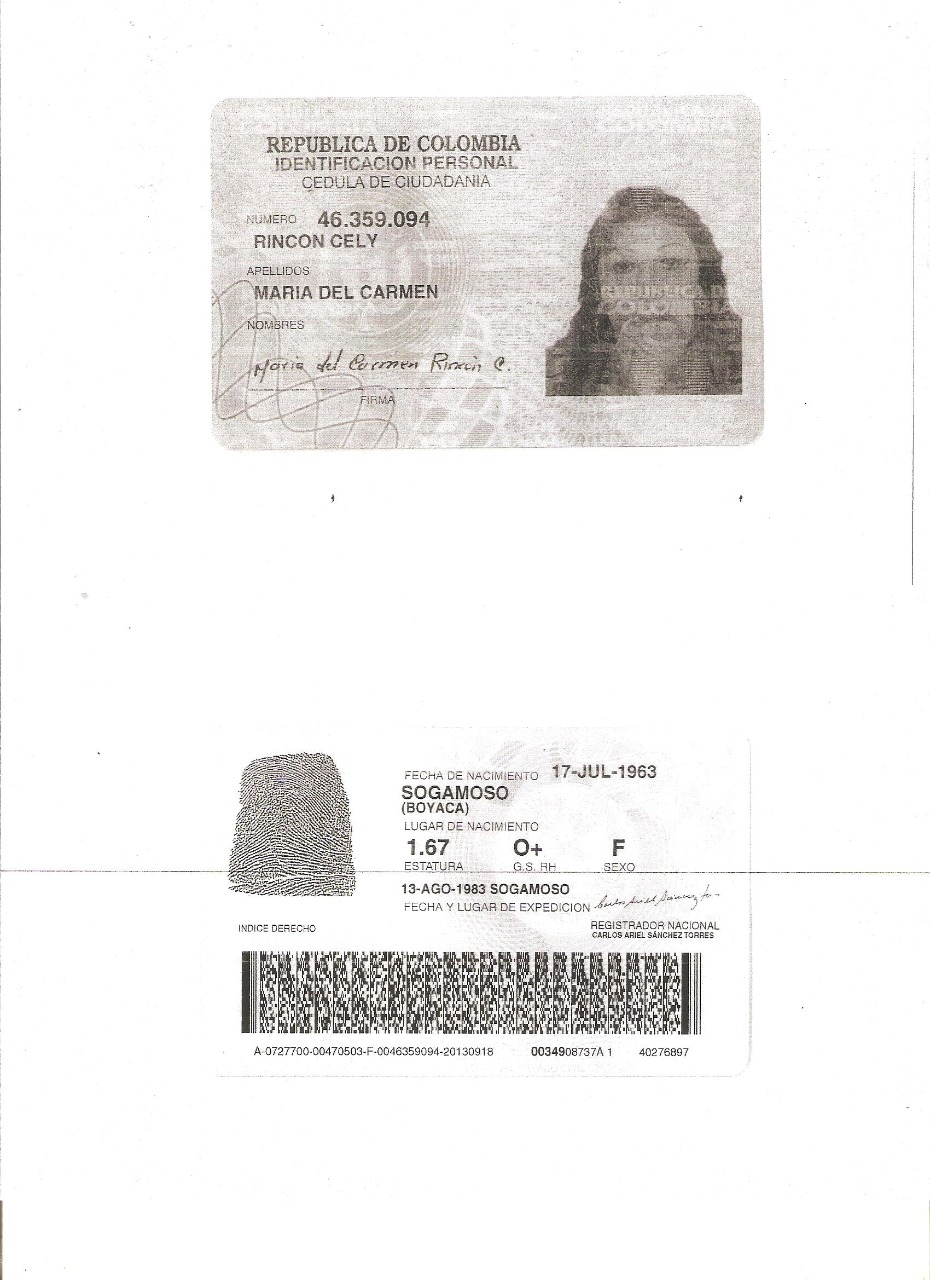 REPUBLICA DE COLOMBIA
IDENTIFICACION PERSONAL
CEDULA DE CIUDADANIA
NUMERO 46.359.094
RINCON CELY
APELLIDOS
MARIA DEL CARMEN
NOMBRES
Maria del Carmen Rincón C.
FIRMA
REPUBLICA DE
COLOMBIA
FECHA DE NACIMIENTO 17-JUL-1963
SOGAMOSO
(BOYACA)
LUGAR DE NACIMIENTO
1.67 O+ F
ESTATURA G.S. RH SEXO
13-AGO-1983 SOGAMOSO
FECHA Y LUGAR DE EXPEDICION
INDICE DERECHO
REGISTRADOR NACIONAL
CARLOS ARIEL SÁNCHEZ TORRES
A-0727700-00470503-F-0046359094-20130918 0034908737A 1 40276897